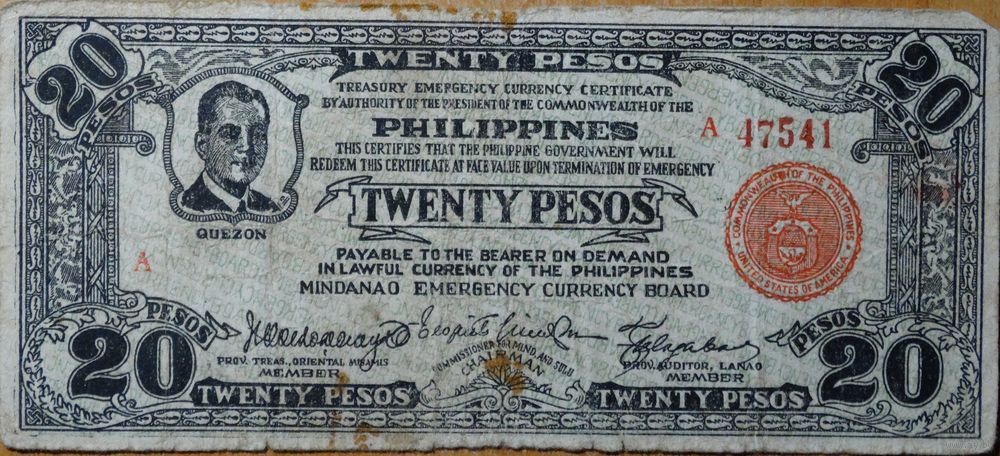 20 PESOS
TWENTY PESOS
20 PESOS
TREASURY EMERGENCY CURRENCY CERTIFICATE
BY AUTHORITY OF THE PRESIDENT OF THE COMMONWEALTH OF THE
PHILIPPINES
A 47541
THIS CERTIFIES THAT THE PHILIPPINE GOVERNMENT WILL
REDEEM THIS CERTIFICATE AT FACE VALUE UPON TERMINATION OF EMERGENCY
TWENTY PESOS
QUEZON
COMMONWEALTH OF THE PHILIPPINES
UNITED STATES OF AMERICA
A
PAYABLE TO THE BEARER ON DEMAND
IN LAWFUL CURRENCY OF THE PHILIPPINES
MINDANAO EMERGENCY CURRENCY BOARD
PESOS 20
PROV. TREAS., ORIENTAL MISAMIS
MEMBER
COMMISSIONER FOR MIND. AND SULU
CHAIRMAN
PROV. AUDITOR, LANAO
MEMBER
PESOS 20
TWENTY PESOS
TWENTY PESOS